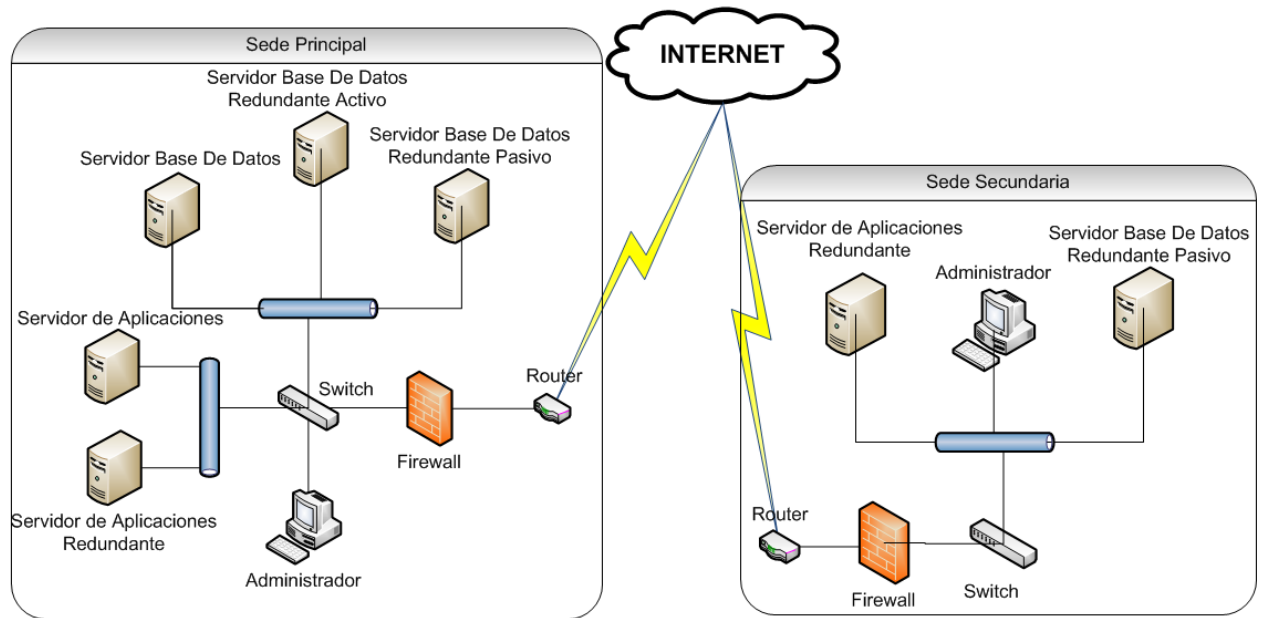 Sede Principal
INTERNET
Servidor Base De Datos
Redundante Activo
Servidor Base De Datos
Servidor Base De Datos
Redundante Pasivo
Servidor de Aplicaciones
Switch
Router
Firewall
Servidor de Aplicaciones
Redundante
Administrador
Sede Secundaria
Servidor de Aplicaciones
Redundante
Administrador
Servidor Base De Datos
Redundante Pasivo
Router
Firewall
Switch